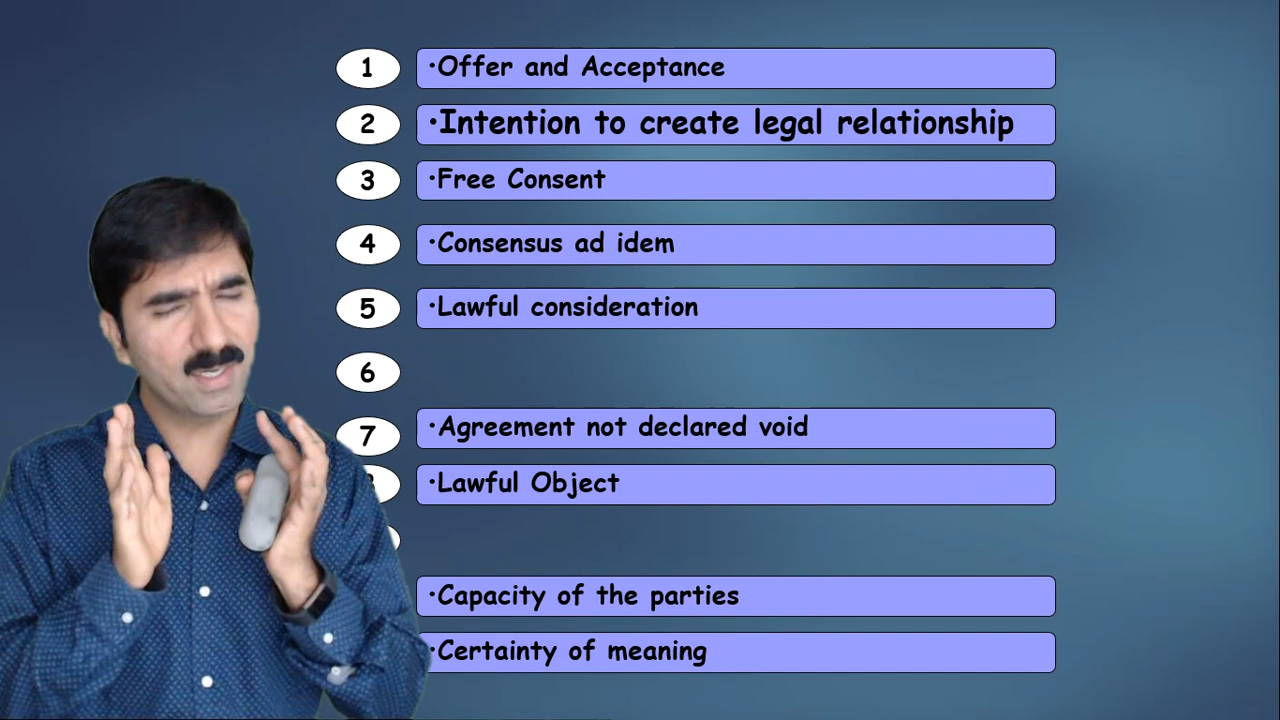 1 •Offer and Acceptance
2 •Intention to create legal relationship
3 •Free Consent
4 •Consensus ad idem
5 •Lawful consideration
6
7 •Agreement not declared void
•Lawful Object
•Capacity of the parties
•Certainty of meaning